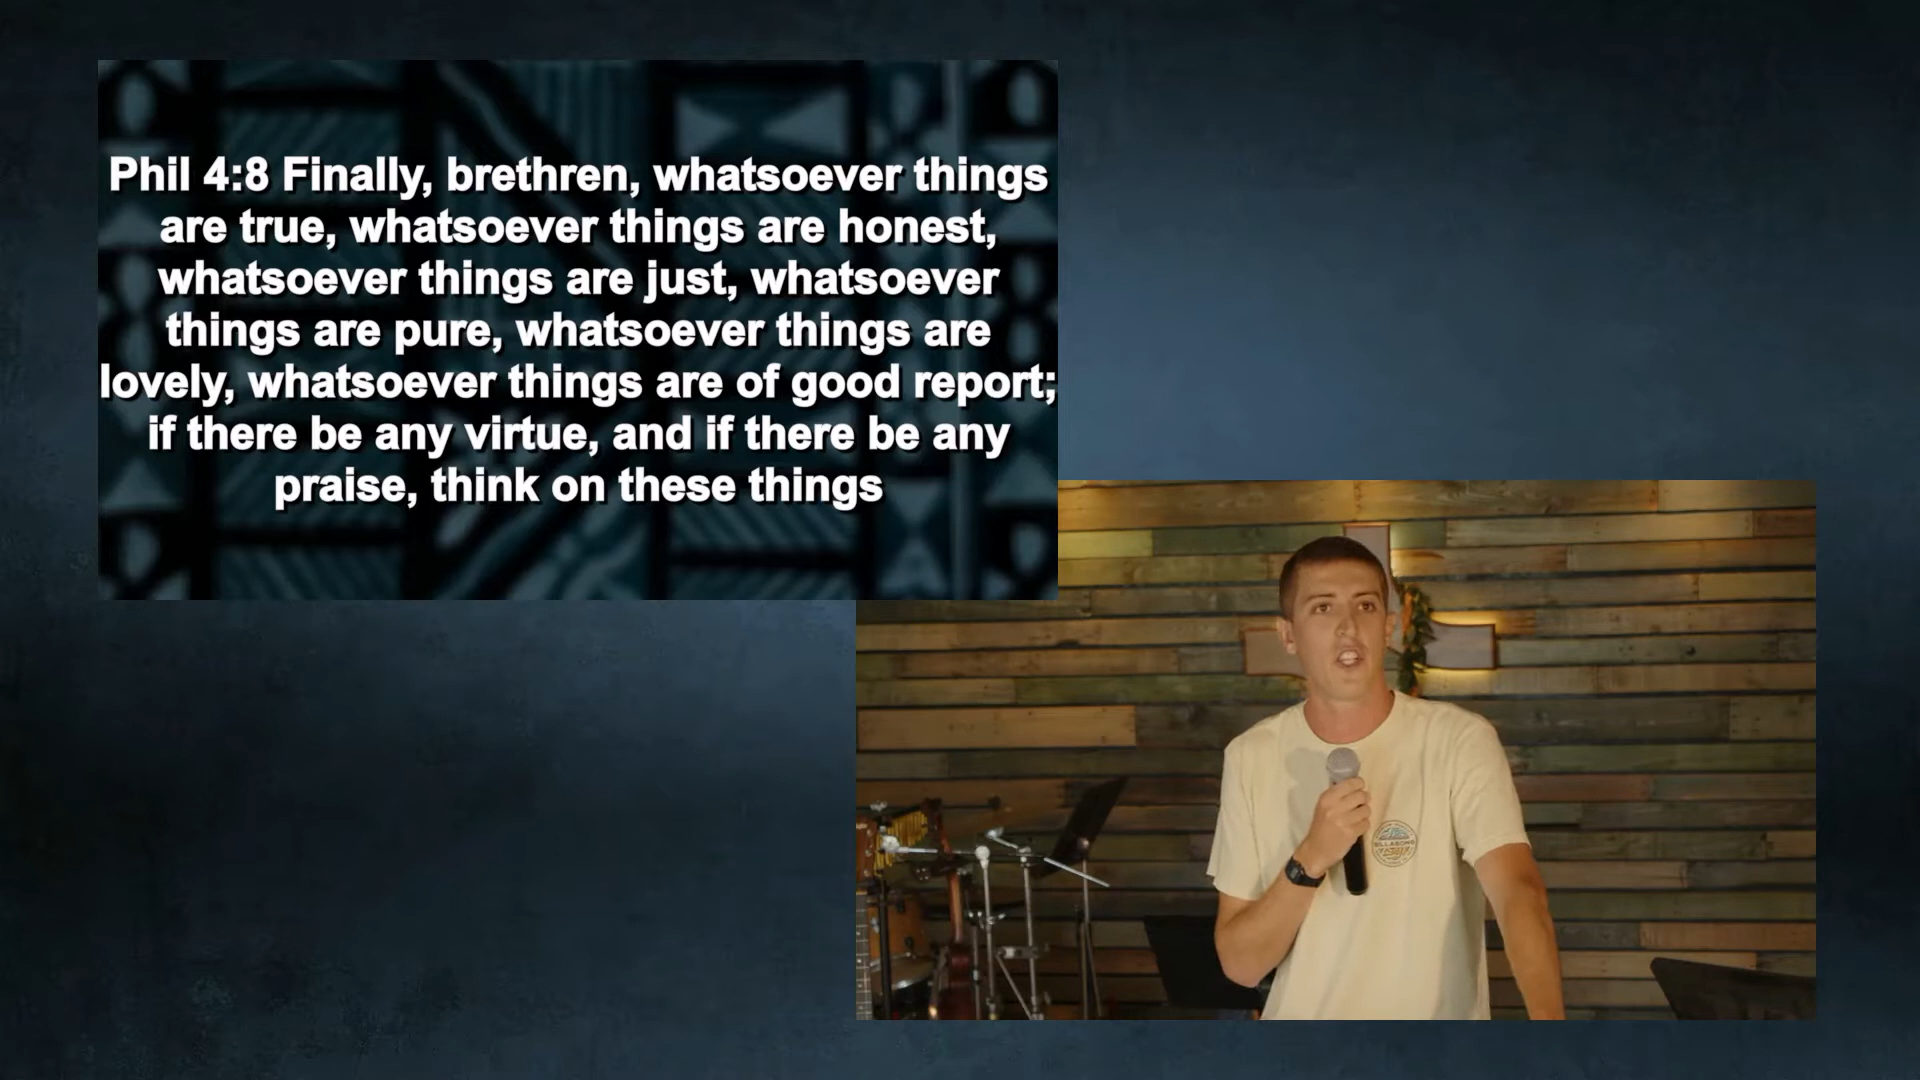 Phil 4:8 Finally, brethren, whatsoever things
are true, whatsoever things are honest,
whatsoever things are just, whatsoever
things are pure, whatsoever things are
lovely, whatsoever things are of good report;
if there be any virtue, and if there be any
praise, think on these things
BILLABONG